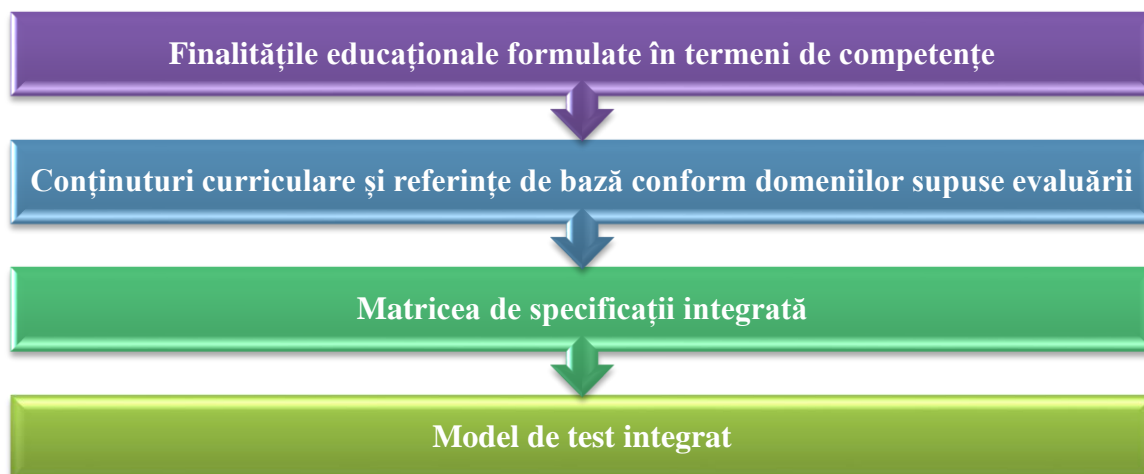 Finalitățile educaționale formulate în termeni de competențe
Conținuturi curriculare și referințe de bază conform domeniilor supuse evaluării
Matricea de specificații integrată
Model de test integrat